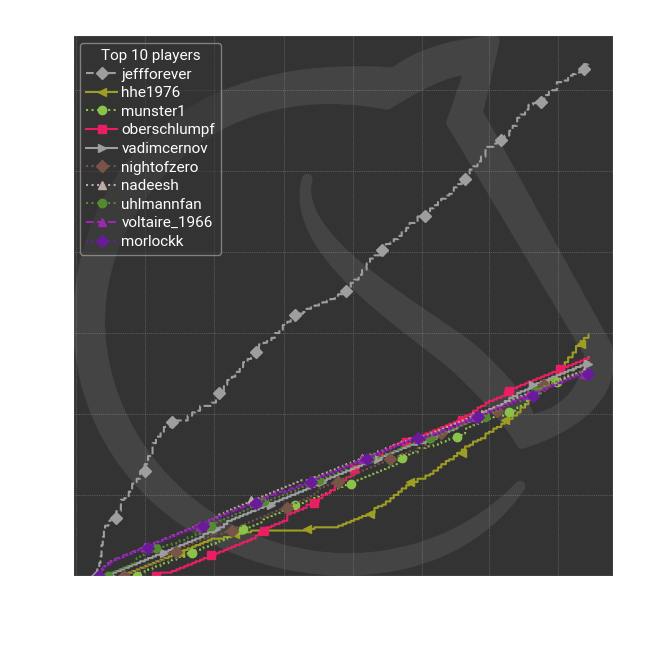 Top 10 players
jeffforever
hhe1976
munster1
oberschlumpf
vadimcernov
nightofzero
nadeesh
uhlmannfan
voltaire_1966
morlockk